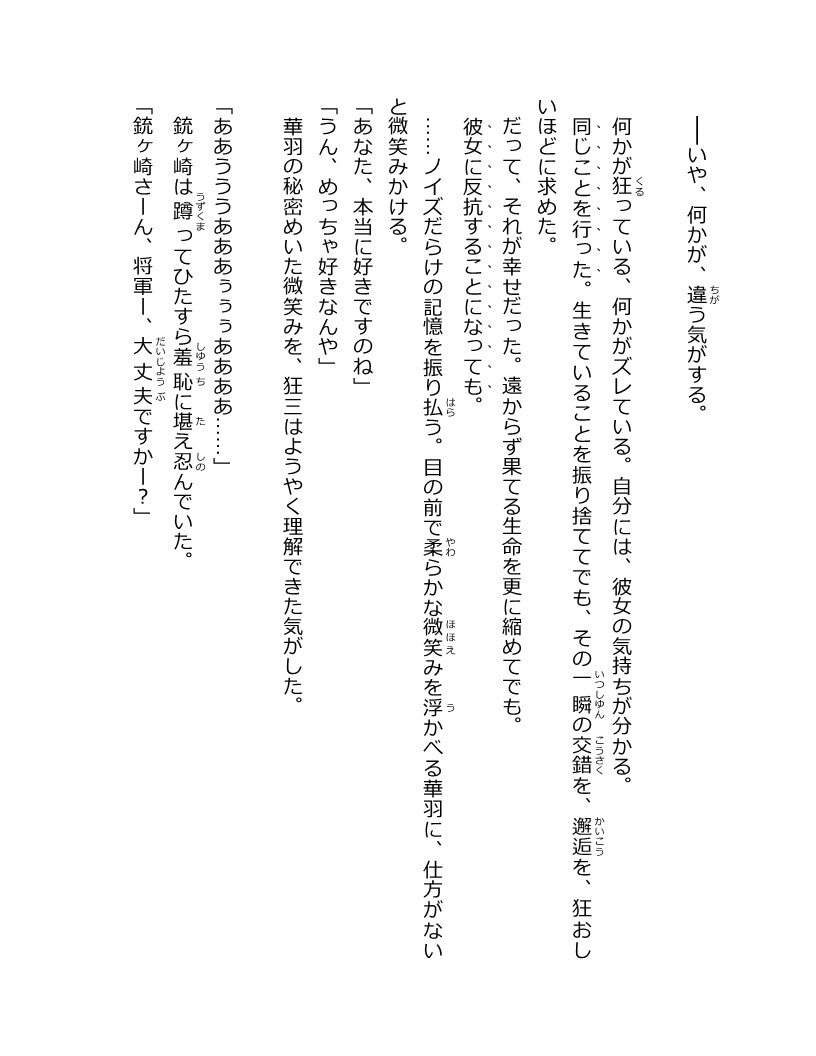 ――いや、何かが、違う気がする。
何かが狂っている、何かがズレている。自分には、彼女の気持ちが分かる。
同じことを行った。生きていることを振り捨ててでも、その一瞬の交錯を、邂逅を、狂おし
いほどに求めた。
だって、それが幸せだった。遠からず果てる生命を更に縮めてでも。
彼女に反抗することになっても。
……ノイズだらけの記憶を振り払う。目の前で柔らかな微笑みを浮かべる華羽に、仕方がない
と微笑みかける。
「あなた、本当に好きですのね」
「うん、めっちゃ好きなんや」
華羽の秘密めいた微笑みを、狂三はようやく理解できた気がした。
「ああうううあああぅぅぅああああ……」
銃ヶ崎は蹲ってひたすら羞恥に堪え忍んでいた。
「銃ヶ崎さーん、将軍ー、大丈夫ですかー？」